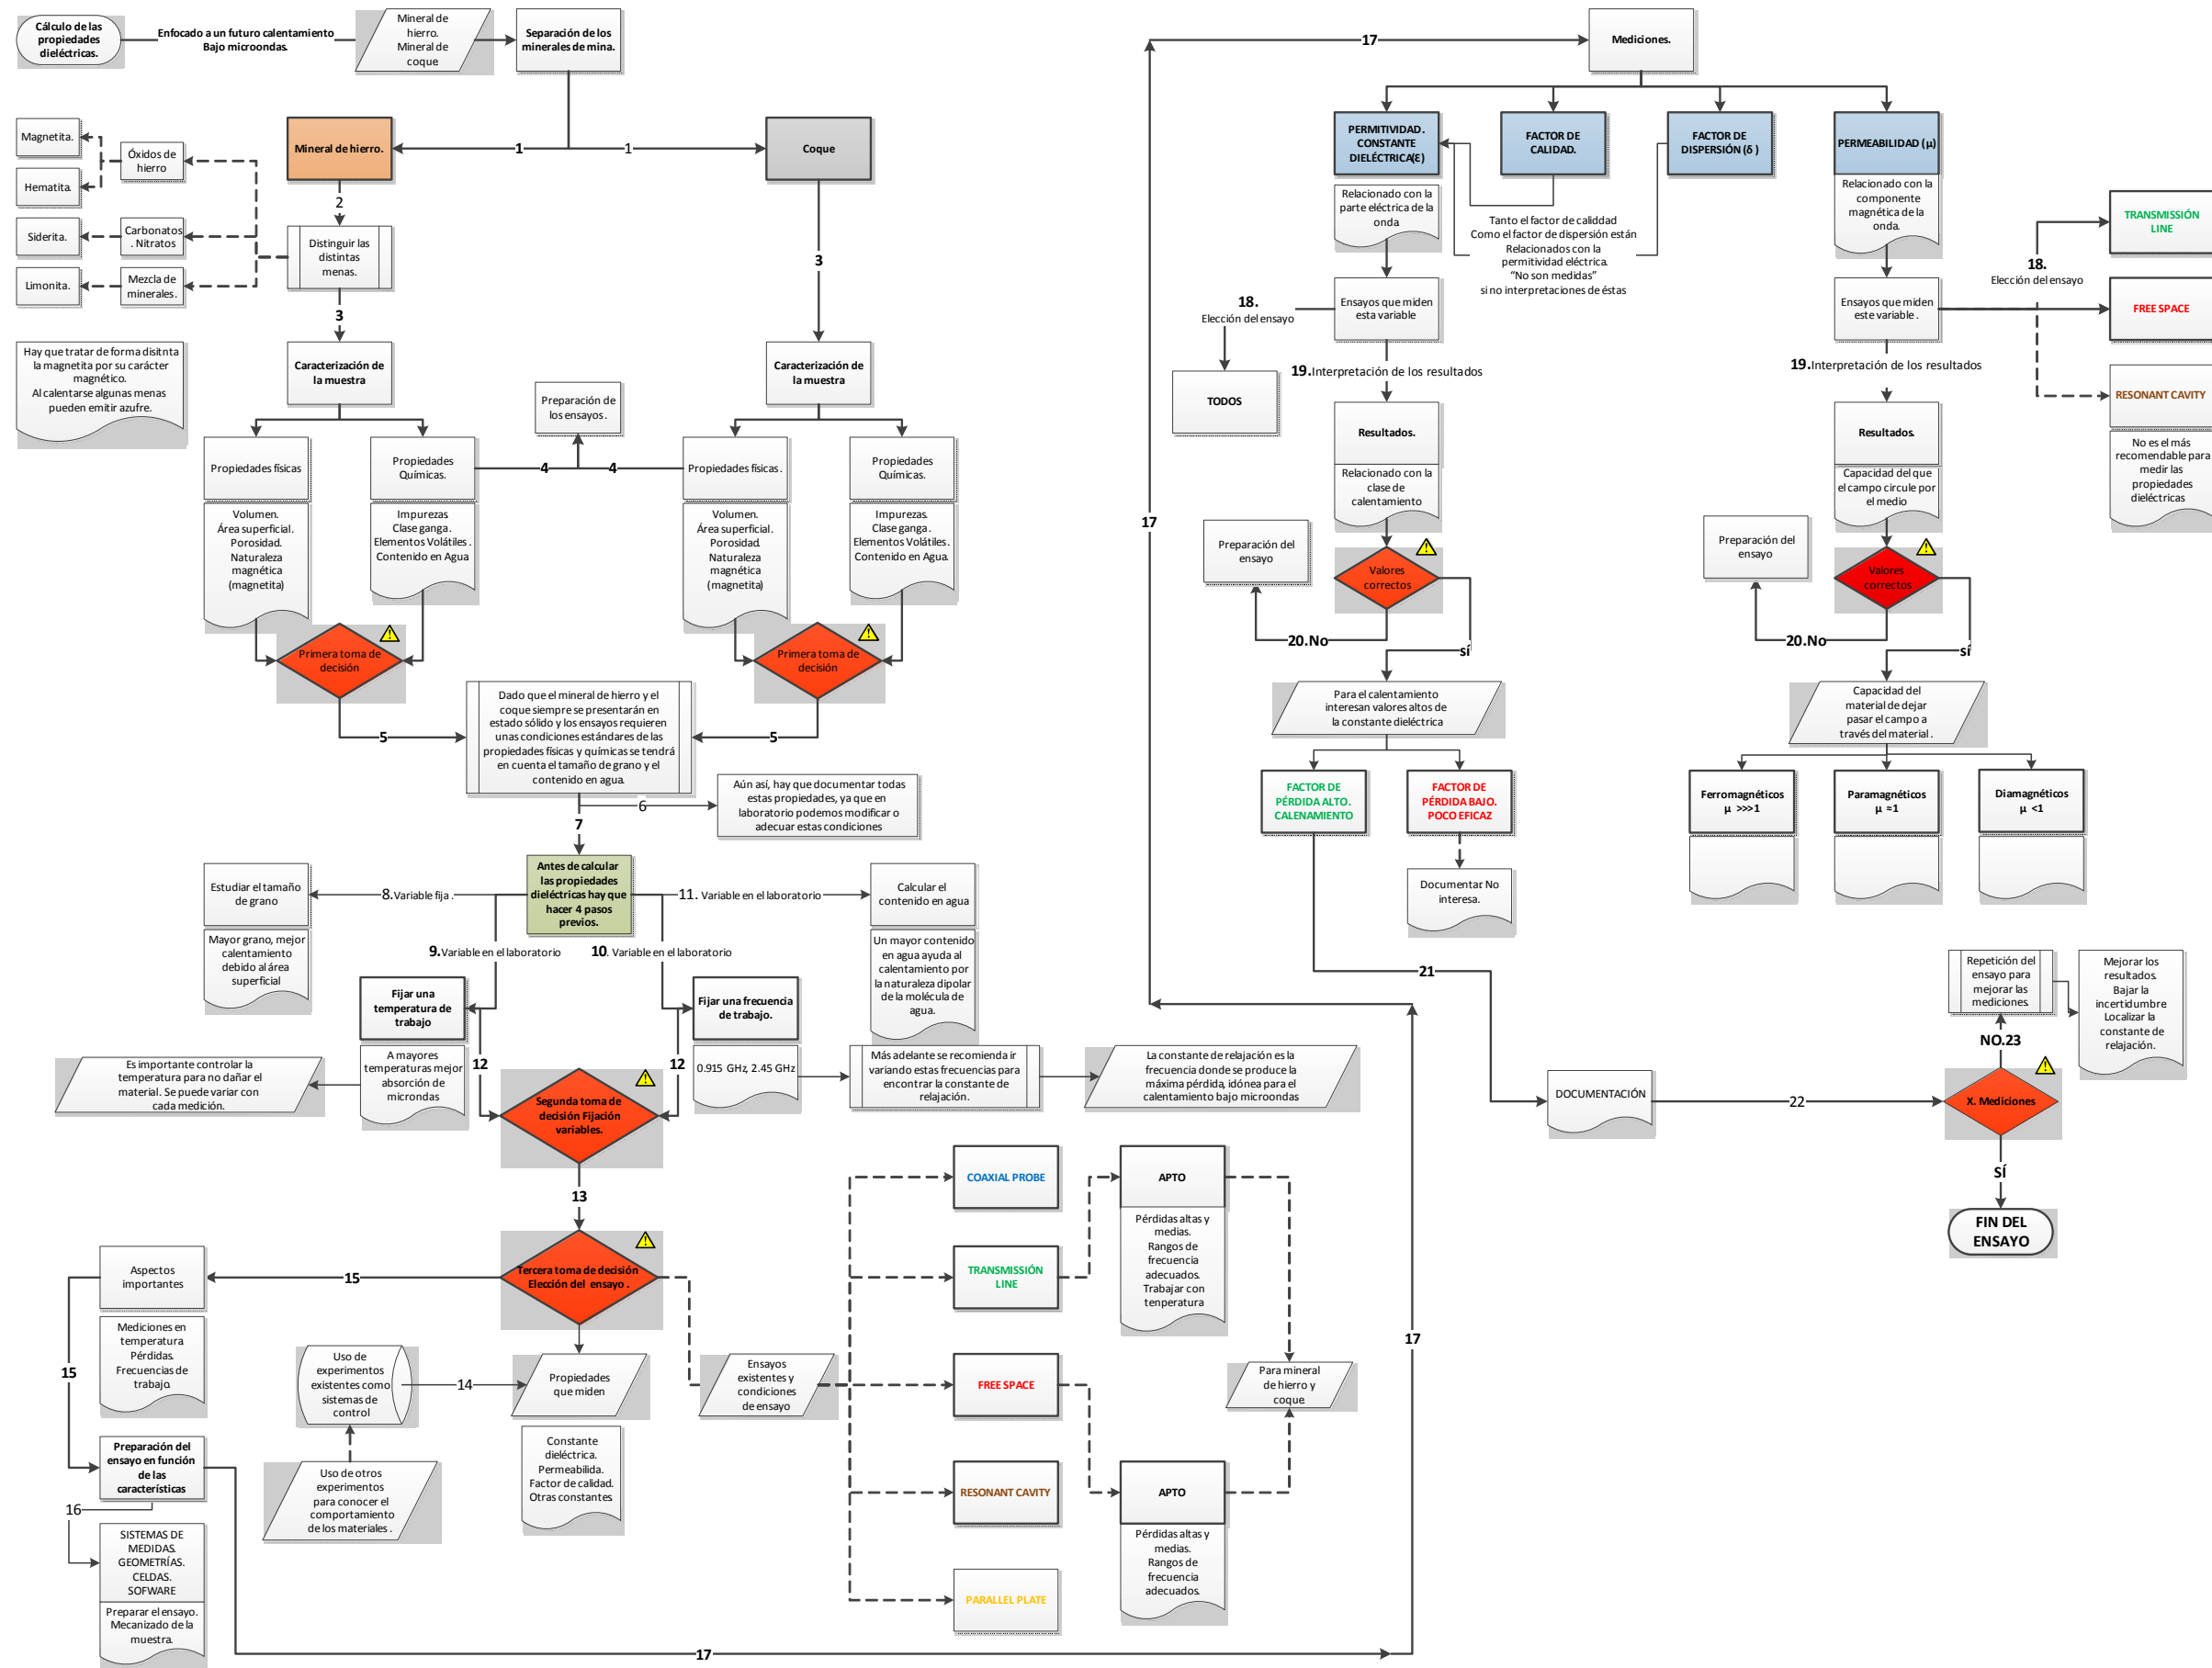 Cálculo de las
propiedades
dieléctricas.
Enfocado a un futuro calentamiento
Bajo microondas.
Mineral de
hierro.
Mineral de
coque
Separación de los
minerales de mina.
Mineral de hierro.
1
1
Coque
Magnetita.
Hematita.
Óxidos de
hierro
Siderita.
Carbonatos
. Nitratos
Limonita.
Mezcla de
minerales.
2
Distinguir las
distintas
menas.
3
3
Hay que tratar de forma disitnta
la magnetita por su carácter
magnético.
Al calentarse algunas menas
pueden emitir azufre.
Caracterización de
la muestra
Caracterización de
la muestra
Preparación de
los ensayos.
Propiedades físicas
Propiedades
Químicas.
4
4
Propiedades físicas.
Propiedades
Químicas.
Volumen.
Área superficial.
Porosidad.
Naturaleza
magnética
(magnetita)
Impurezas
Clase ganga.
Elementos Volátiles.
Contenido en Agua
Volumen.
Área superficial.
Porosidad.
Naturaleza
magnética
(magnetita)
Impurezas.
Clase ganga.
Elementos Volátiles.
Contenido en Agua.
Primera toma de
decisión
Primera toma de
decisión
5
5
Dado que el mineral de hierro y el
coque siempre se presentarán en
estado sólido y los ensayos requieren
unas condiciones estándares de las
propiedades físicas y químicas se tendrá
en cuenta el tamaño de grano y el
contenido en agua.
6
Aún así, hay que documentar todas
estas propiedades, ya que en
laboratorio podemos modificar o
adecuar estas condiciones
7
Antes de calcular
las propiedades
dieléctricas hay que
hacer 4 pasos
previos.
8.Variable fija.
Estudiar el tamaño
de grano
Mayor grano, mejor
calentamiento
debido al área
superficial
11. Variable en el laboratorio
Calcular el
contenido en agua
Un mayor contenido
en agua ayuda al
calentamiento por
la naturaleza dipolar
de la molécula de
agua.
9.Variable en el laboratorio
10. Variable en el laboratorio
Fijar una
temperatura de
trabajo
Fijar una frecuencia
de trabajo.
12
12
Es importante controlar la
temperatura para no dañar el
material. Se puede variar con
cada medición.
A mayores
temperaturas mejor
absorción de
microndas
0.915 GHz, 2.45 GHz
Más adelante se recomienda ir
variando estas frecuencias para
encontrar la constante de
relajación.
La constante de relajación es la
frecuencia donde se produce la
máxima pérdida, idónea para el
calentamiento bajo microondas
Segunda toma de
decisión Fijación
variables.
13
Tercera toma de decisión
Elección del ensayo.
15
Aspectos
importantes
Mediciones en
temperatura
Pérdidas.
Frecuencias de
trabajo.
15
Preparación del
ensayo en función
de las
características
16
SISTEMAS DE
MEDIDAS.
GEOMETRÍAS.
CELDAS.
SOFWARE
Preparar el ensayo.
Mecanizado de la
muestra.
Uso de
experimentos
existentes como
sistemas de
control
14
Propiedades
que miden
Uso de otros
experimentos
para conocer el
comportamiento
de los materiales.
Constante
dieléctrica.
Permeabilida.
Factor de calidad.
Otras constantes.
Ensayos
existentes y
condiciones
de ensayo
COAXIAL PROBE
TRANSMISSIÓN
LINE
FREE SPACE
RESONANT CAVITY
PARALLEL PLATE
APTO
Pérdidas altas y
medias.
Rangos de
frecuencia
adecuados.
Trabajar con
tenperatura
Para mineral
de hierro y
coque
APTO
Pérdidas altas y
medias.
Rangos de
frecuencia
adecuados.
17
17
17
17
Mediciones.
PERMITIVIDAD.
CONSTANTE
DIELÉCTRICA(ε)
FACTOR DE
CALIDAD.
FACTOR DE
DISPERSIÓN (δ )
PERMEABILIDAD (μ)
Relacionado con la
parte eléctrica de la
onda
Tanto el factor de caliddad
Como el factor de dispersión están
Relacionados con la
permitividad eléctrica.
"No son medidas"
si no interpretaciones de éstas
Relacionado con la
componente
magnética de la
onda.
TRANSMISSIÓN
LINE
18.
Elección del ensayo
FREE SPACE
RESONANT CAVITY
No es el más
recomendable para
medir las
propiedades
dieléctricas
18.
Elección del ensayo
Ensayos que miden
esta variable
Ensayos que miden
este variable.
TODOS
19.Interpretación de los resultados
19.Interpretación de los resultados
Resultados.
Relacionado con la
clase de
calentamiento
Resultados.
Capacidad del que
el campo circule por
el medio
Preparación del
ensayo
Valores
correctos
20.No
sí
Preparación del
ensayo
Valores
correctos
20.No
sí
Para el calentamiento
interesan valores altos de
la constante dieléctrica
Capacidad del
material de dejar
pasar el campo a
través del material.
FACTOR DE
PÉRDIDA ALTO.
CALENAMIENTO
FACTOR DE
PÉRDIDA BAJO.
POCO EFICAZ
Documentar. No
interesa.
Ferromagnéticos
μ >>>1
Paramagnéticos
μ =1
Diamagnéticos
μ <1
21
DOCUMENTACIÓN
22
X. Mediciones
NO.23
Repetición del
ensayo para
mejorar las
mediciones.
Mejorar los
resultados.
Bajar la
incertidumbre
Localizar la
constante de
relajación.
SÍ
FIN DEL
ENSAYO